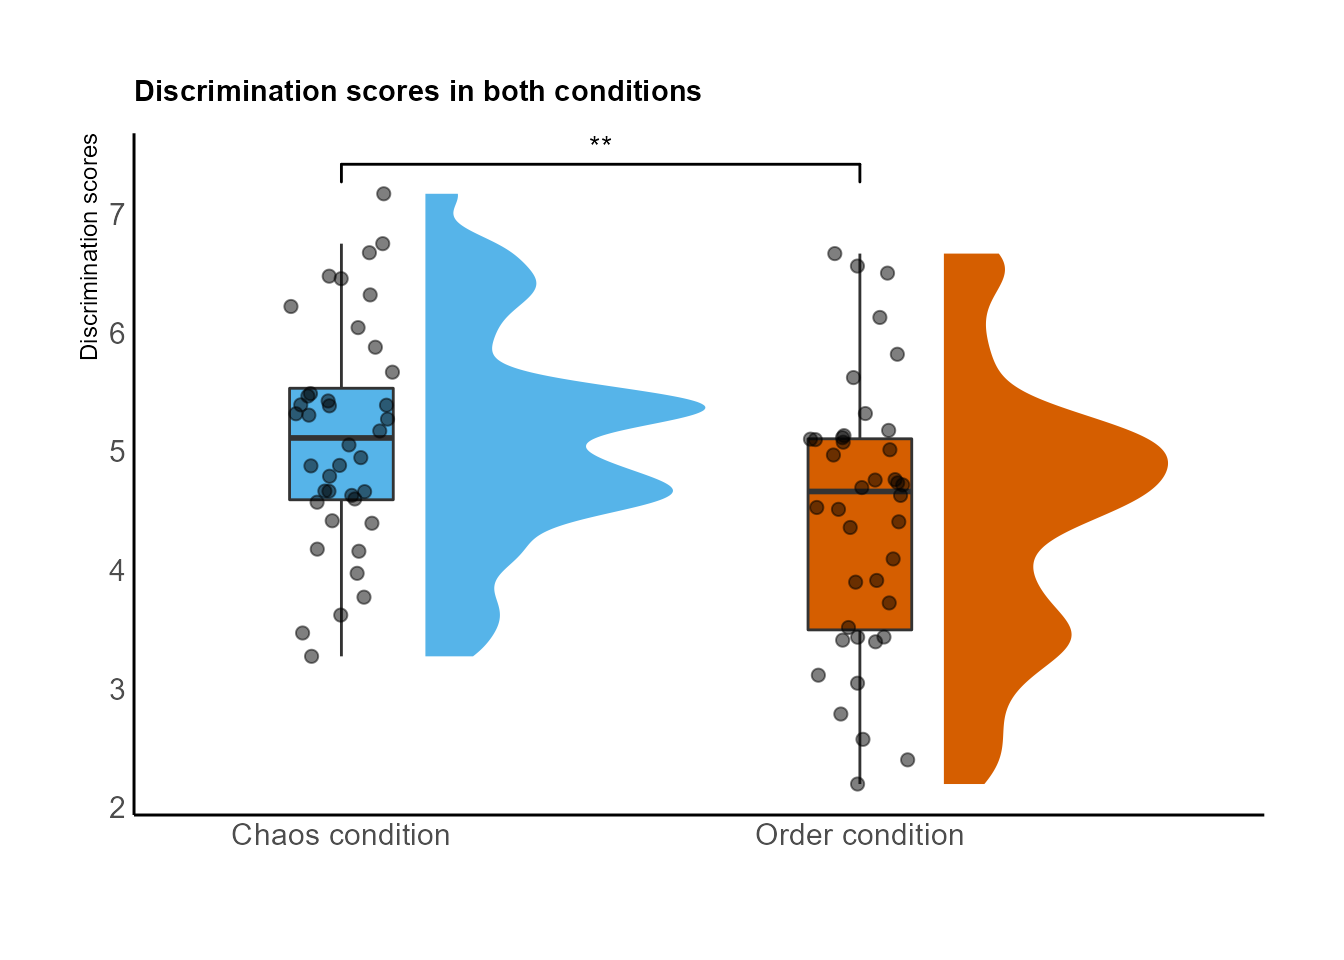 Discrimination scores in both conditions
**
Discrimination scores
7
6
5
4
3
2
Chaos condition
Order condition